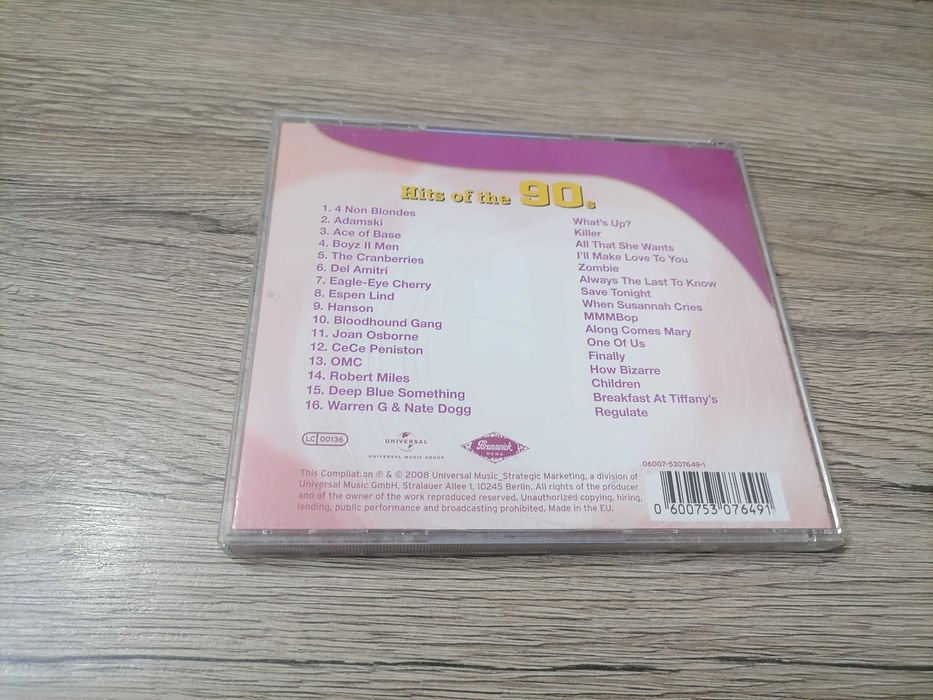 Hits of the 90s
1. 4 Non Blondes What's Up?
2. Adamski Killer
3. Ace of Base All That She Wants
4. Boyz II Men I'll Make Love To You
5. The Cranberries Zombie
6. Del Amitri Always The Last To Know
7. Eagle-Eye Cherry Save Tonight
8. Espen Lind When Susannah Cries
9. Hanson MMMBop
10. Bloodhound Gang Along Comes Mary
11. Joan Osborne One Of Us
12. CeCe Peniston Finally
13. OMC How Bizarre
14. Robert Miles Children
15. Deep Blue Something Breakfast At Tiffany's
16. Warren G & Nate Dogg Regulate
LC 00136
UNIVERSAL
UNIVERSAL MUSIC GROUP
Brunswick
NEWS
06007-5307649-1
This Compilation ℗ & © 2008 Universal Music_Strategic Marketing, a division of
Universal Music GmbH, Stralauer Allee 1, 10245 Berlin. All rights of the producer
and of the owner of the work reproduced reserved. Unauthorized copying, hiring,
lending, public performance and broadcasting prohibited. Made in the EU.
0 600753 076491